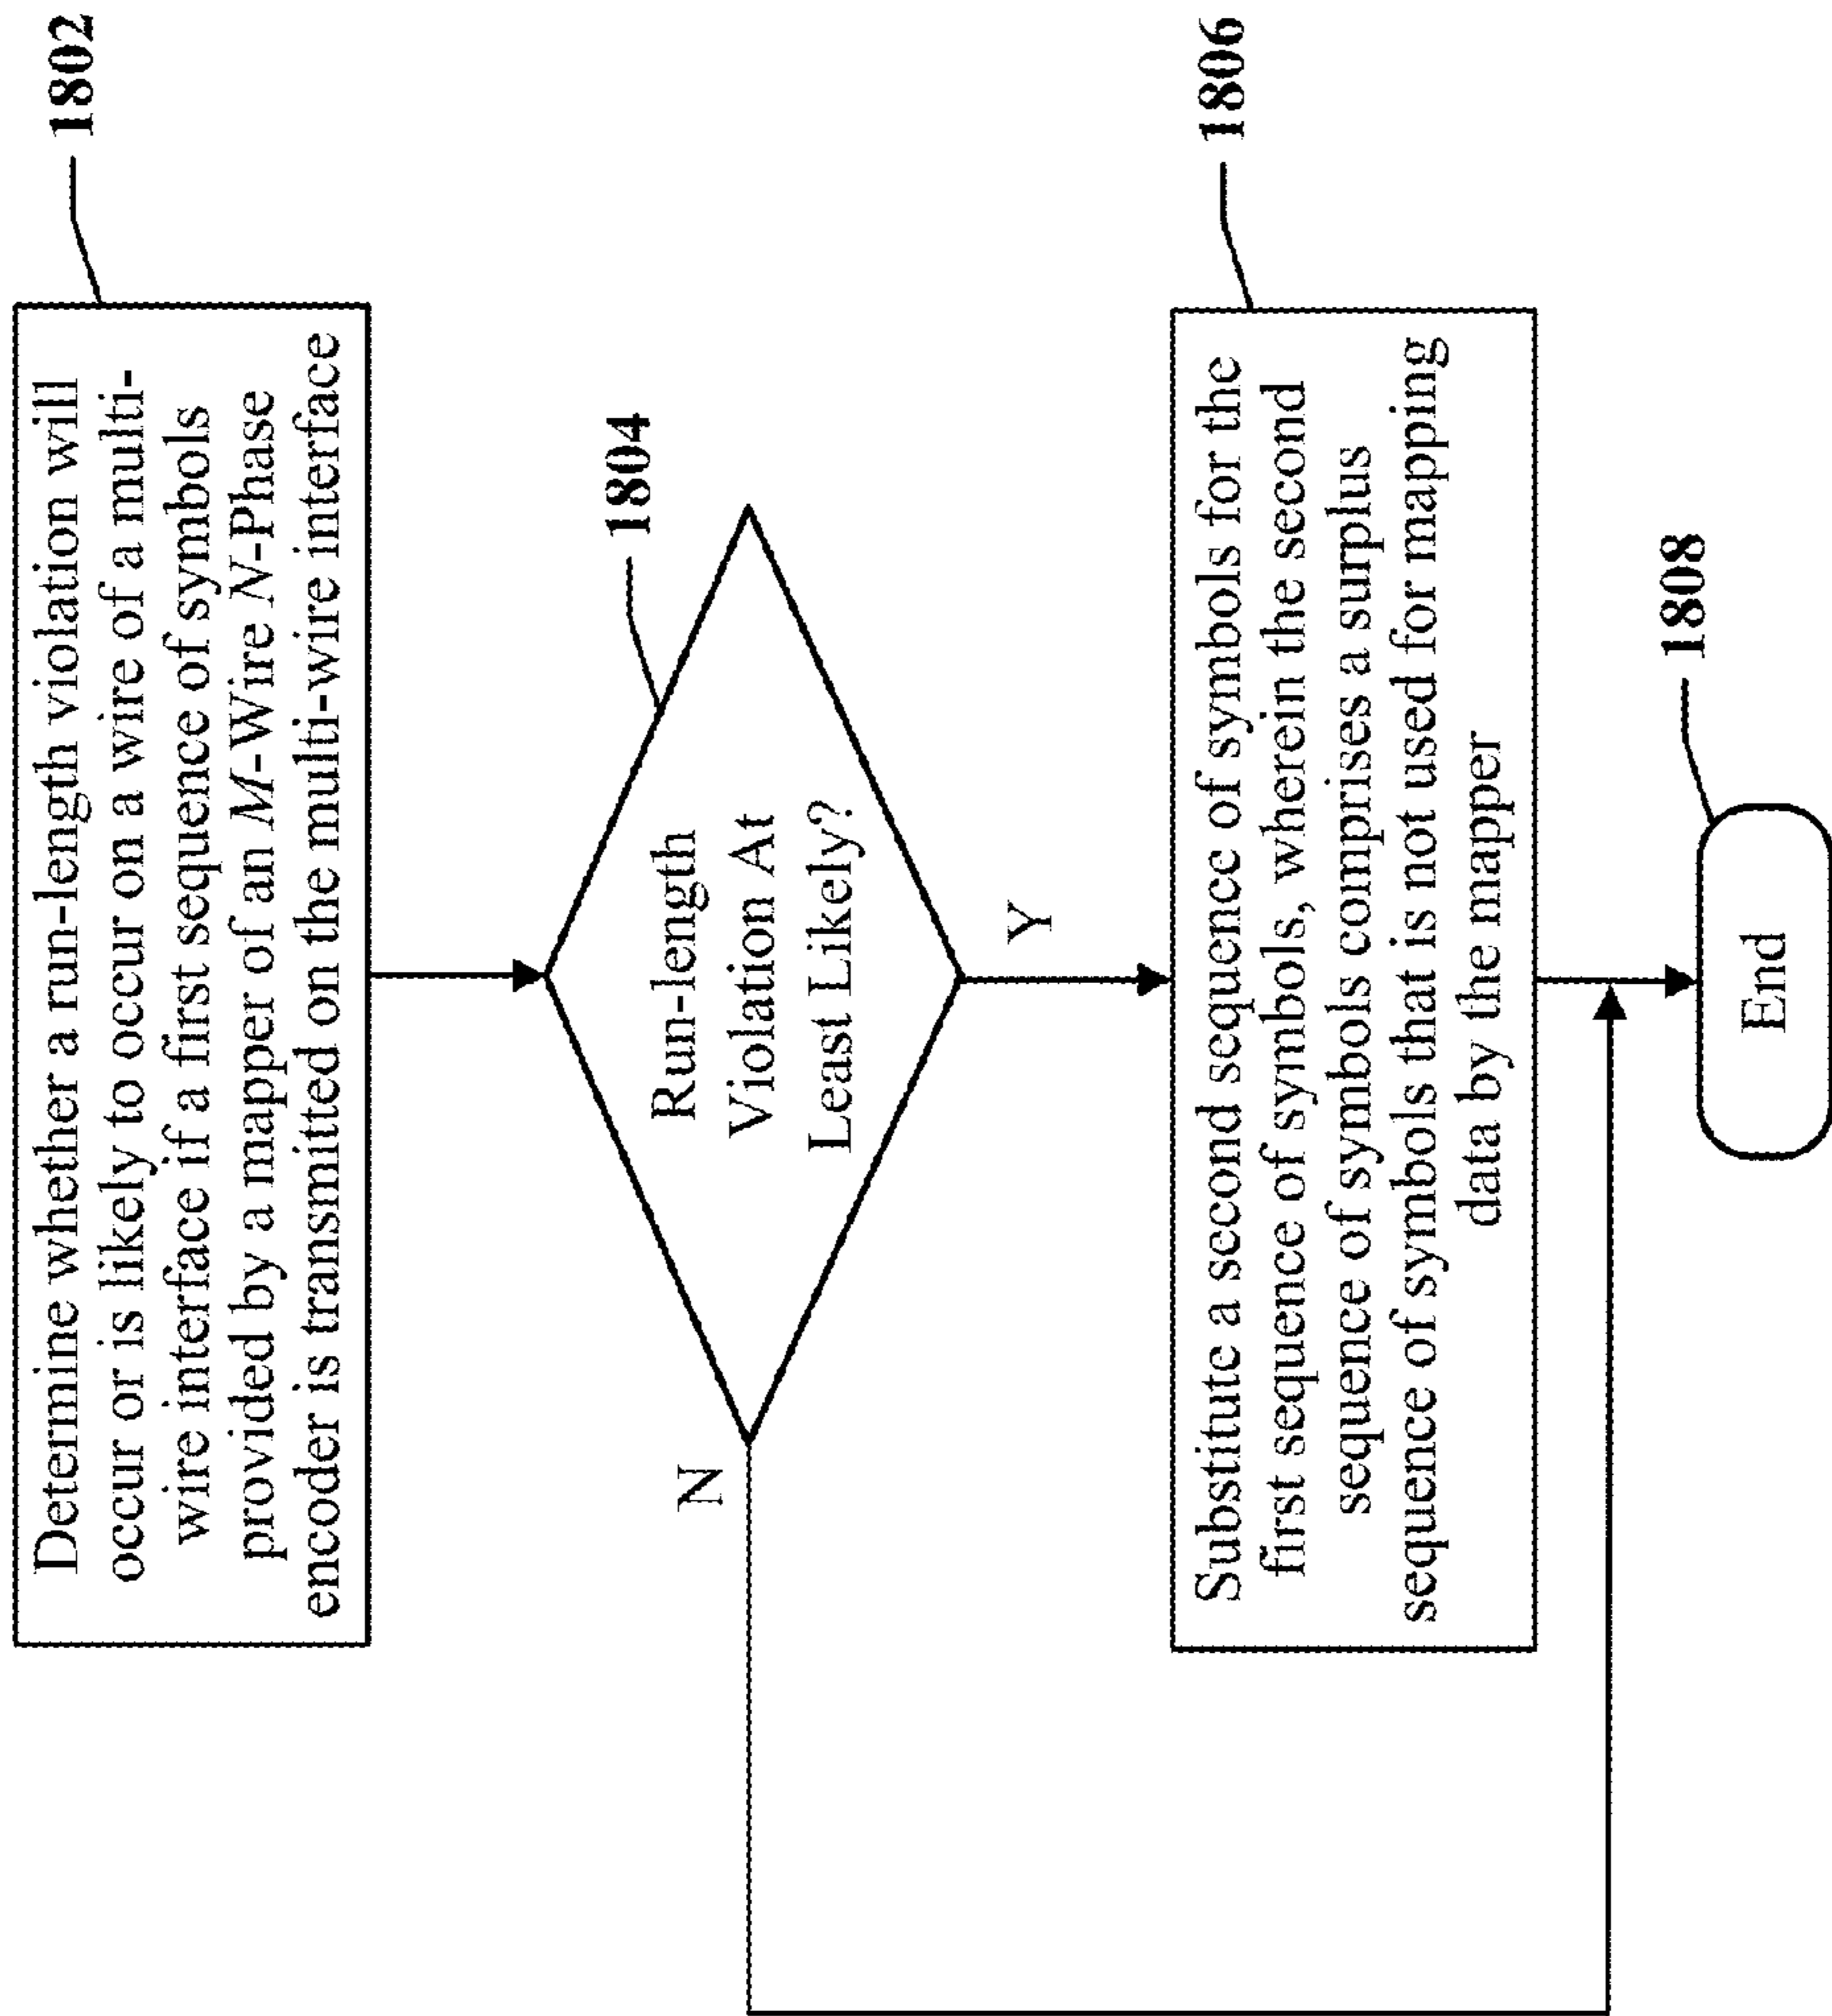 Determine whether a run-length violation will
occur or is likely to occur on a wire of a multi-
wire interface if a first sequence of symbols
provided by a mapper of an M-Wire N-Phase
encoder is transmitted on the multi-wire interface
1802
Run-length
Violation At
Least Likely?
1804
N
Y
Substitute a second sequence of symbols for the
first sequence of symbols, wherein the second
sequence of symbols comprises a surplus
sequence of symbols that is not used for mapping
data by the mapper
1806
End
1808